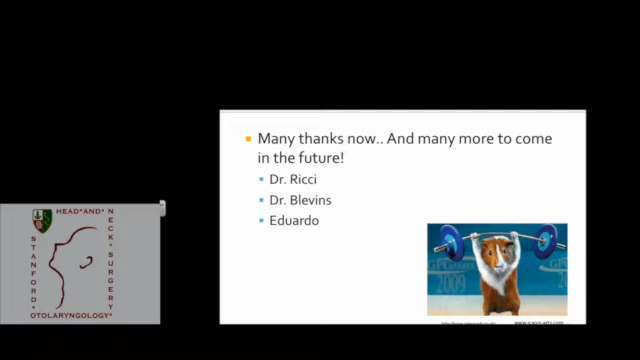 Many thanks now.. And many more to come
in the future!
Dr. Ricci
Dr. Blevins
Eduardo
HEAD*AND*
NECK*SURGERY
STANFORD*
OTOLARYNGOLOGY*
2009